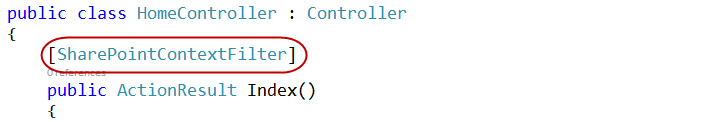 public class HomeController : Controller
{
[SharePointContextFilter]
0 references
public ActionResult Index()
{